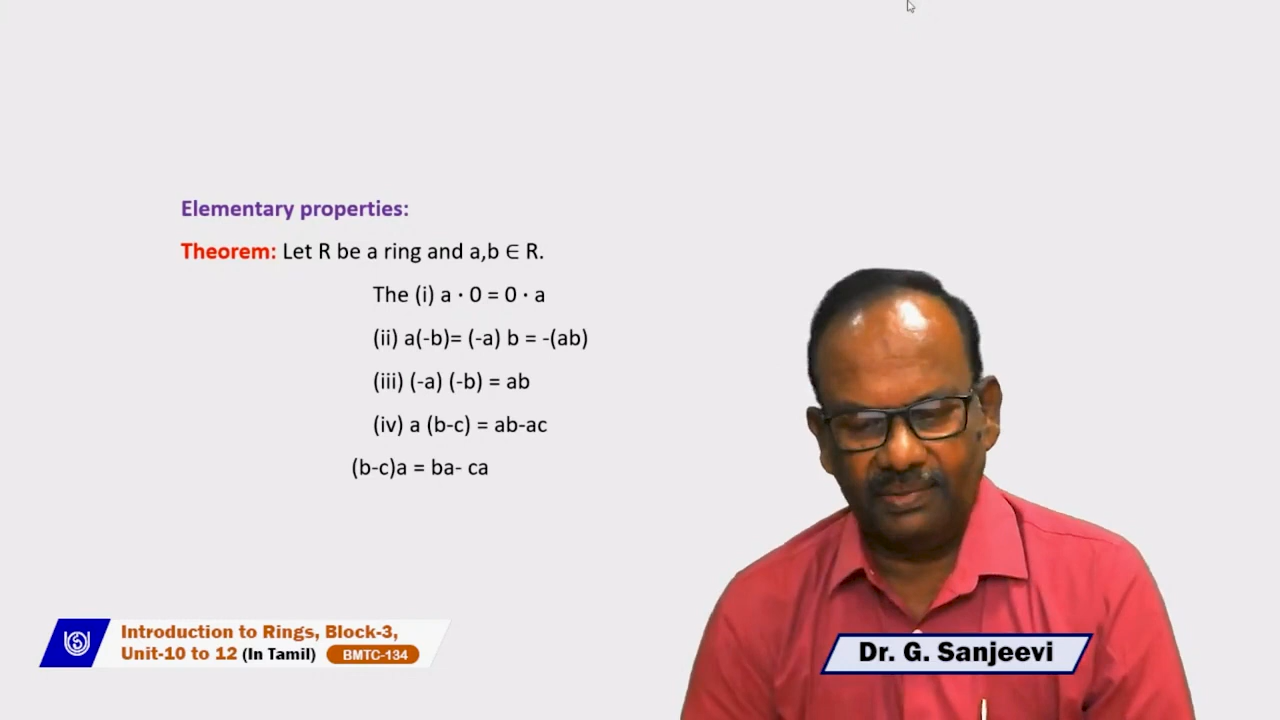 Elementary properties:
Theorem: Let R be a ring and a,b ∈ R.
The (i) a · 0 = 0 · a
(ii) a(-b)= (-a) b = -(ab)
(iii) (-a) (-b) = ab
(iv) a (b-c) = ab-ac
(b-c)a = ba- ca
Introduction to Rings, Block-3,
Unit-10 to 12 (In Tamil) BMTC-134
Dr. G. Sanjeevi